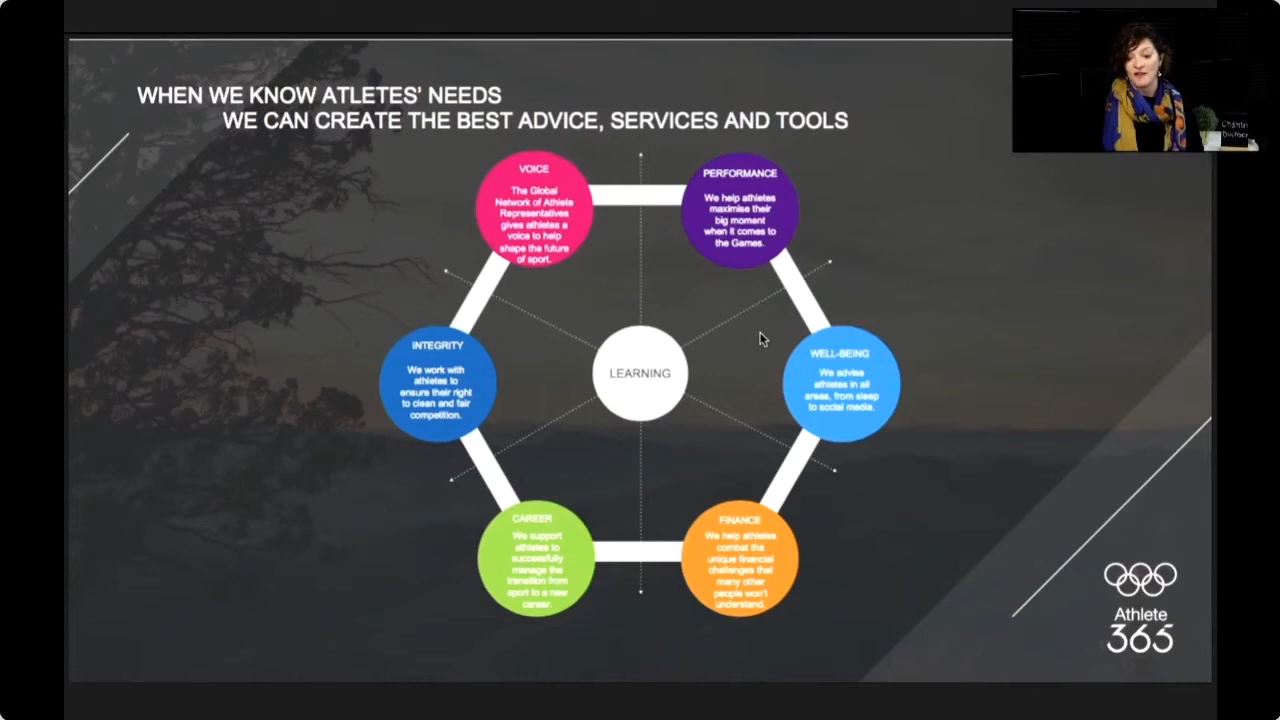 WHEN WE KNOW ATLETES' NEEDS
WE CAN CREATE THE BEST ADVICE, SERVICES AND TOOLS
VOICE
The Global
Network of Athlete
Representatives
gives athletes a
voice to help
shape the future
of sport.
PERFORMANCE
We help athletes
maximise their
big moment
when it comes to
the Games.
INTEGRITY
We work with
athletes to
ensure their right
to clean and fair
competition.
LEARNING
WELL-BEING
We advise
athletes in all
areas, from sleep
to social media.
CAREER
We support
athletes to
successfully
manage the
transition from
sport to a new
career.
FINANCE
We help athletes
combat the
unique financial
challenges that
many other
people won't
understand.
Athlete
365